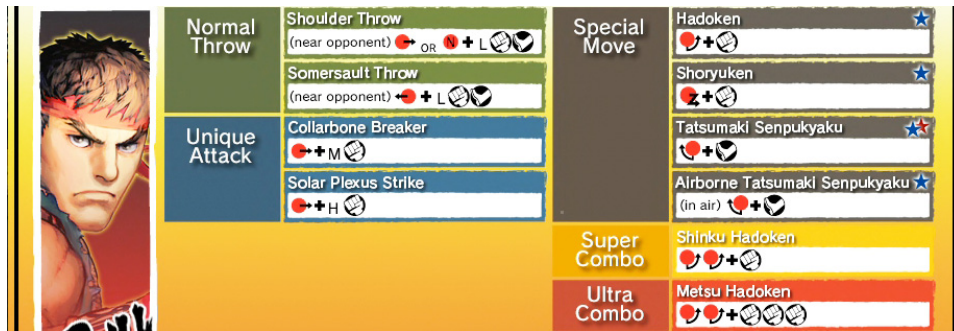 Normal
Throw
Shoulder Throw
(near opponent) OR N + L
Somersault Throw
(near opponent) + L
Unique
Attack
Collarbone Breaker
+ M
Solar Plexus Strike
+ H
Special
Move
Hadoken
+
Shoryuken
Z +
Tatsumaki Senpukyaku
+
Airborne Tatsumaki Senpukyaku
(in air) +
Super
Combo
Shinku Hadoken
+
Ultra
Combo
Metsu Hadoken
+